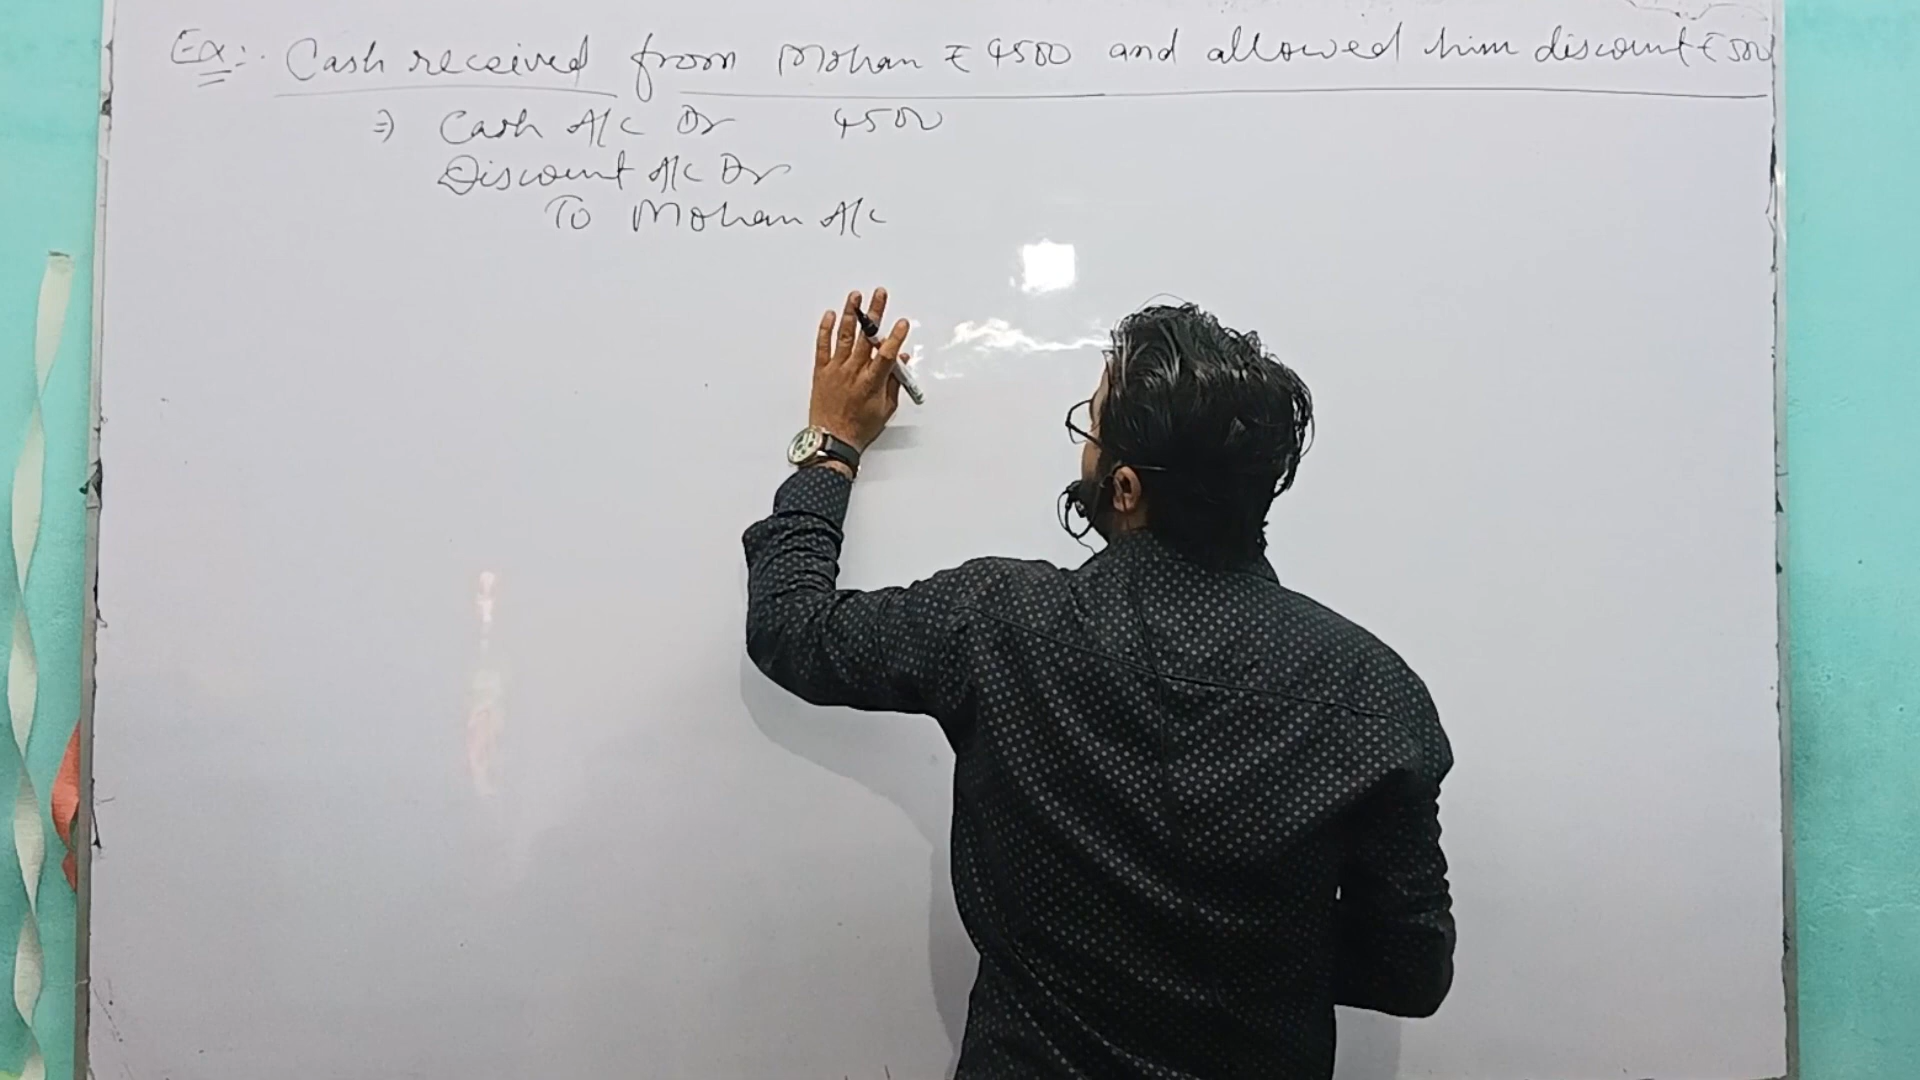 Ex:- Cash received from Mohan ₹ 4500 and allowed him discount ₹ 500
⇒ Cash A/c Dr 4500
Discount A/c Dr
To Mohan A/c